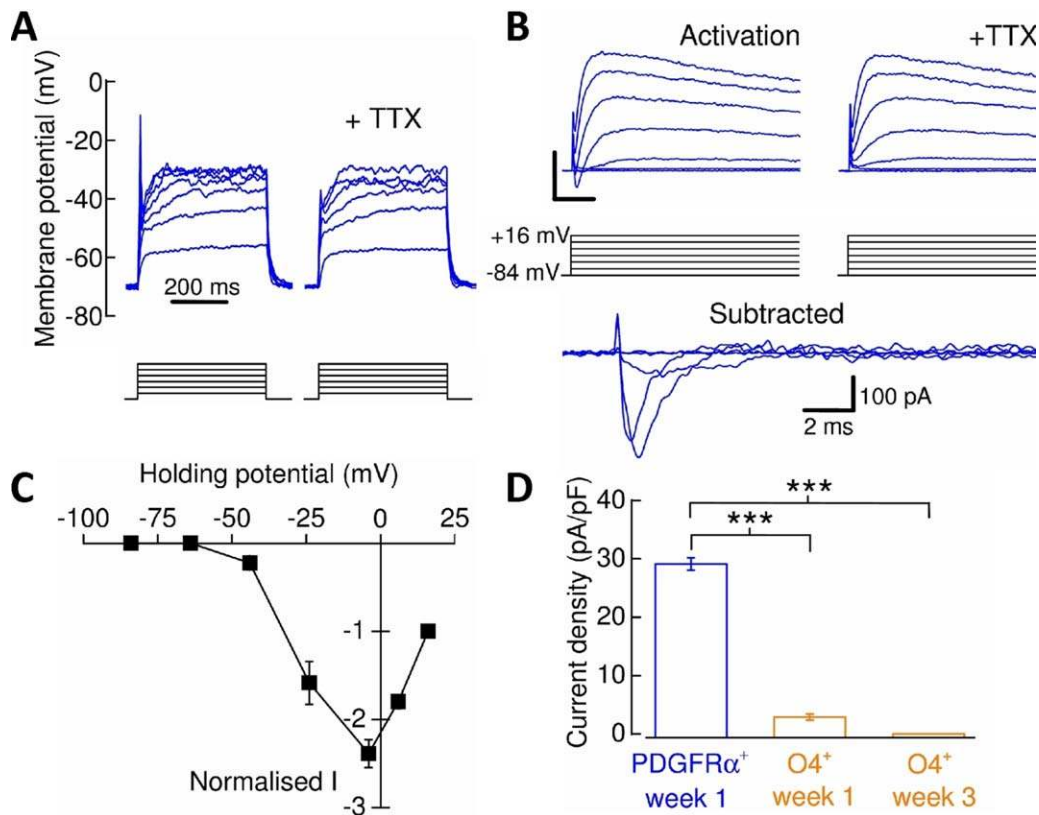 A
Membrane potential (mV)
0
-20
-40
-60
-80
+ TTX
200 ms
B
Activation
+TTX
+16 mV
-84 mV
Subtracted
100 pA
2 ms
C
Holding potential (mV)
-100 -75 -50 -25 0 25
-1
-2
-3
Normalised I
D
Current density (pA/pF)
40
30
20
10
0
***
***
PDGFRα⁺ week 1
O4⁺ week 1
O4⁺ week 3